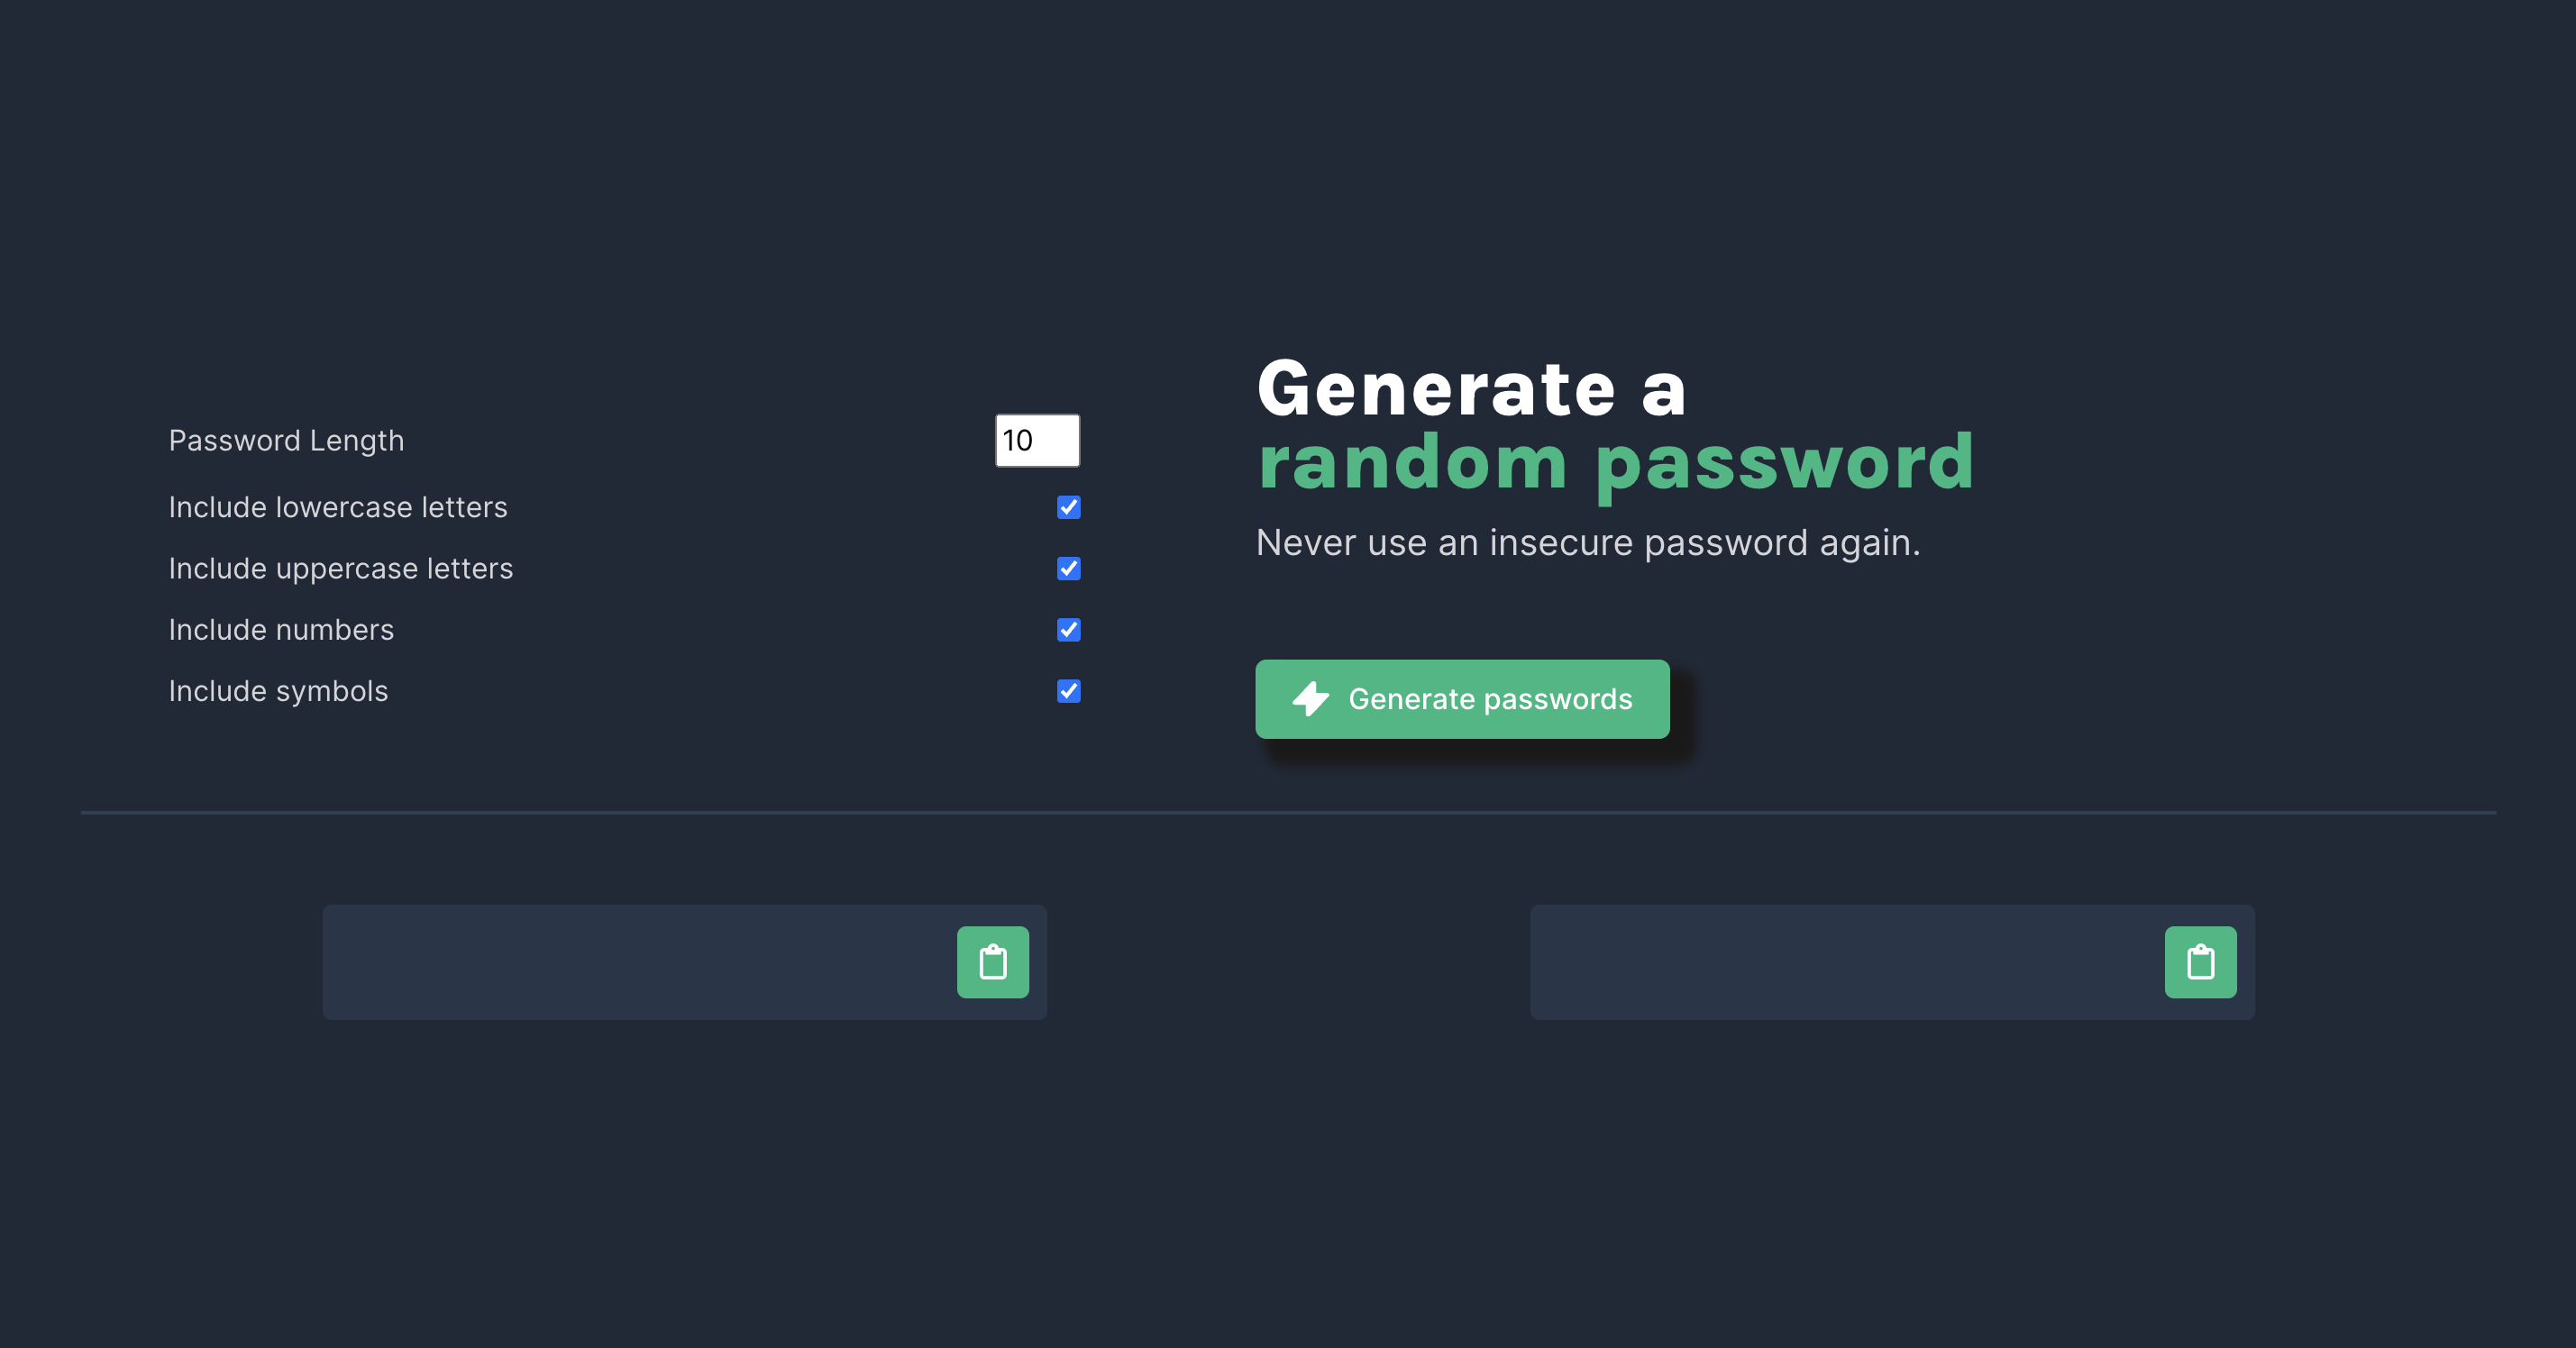 Password Length
10
Include lowercase letters
Include uppercase letters
Include numbers
Include symbols
Generate a
random password
Never use an insecure password again.
Generate passwords